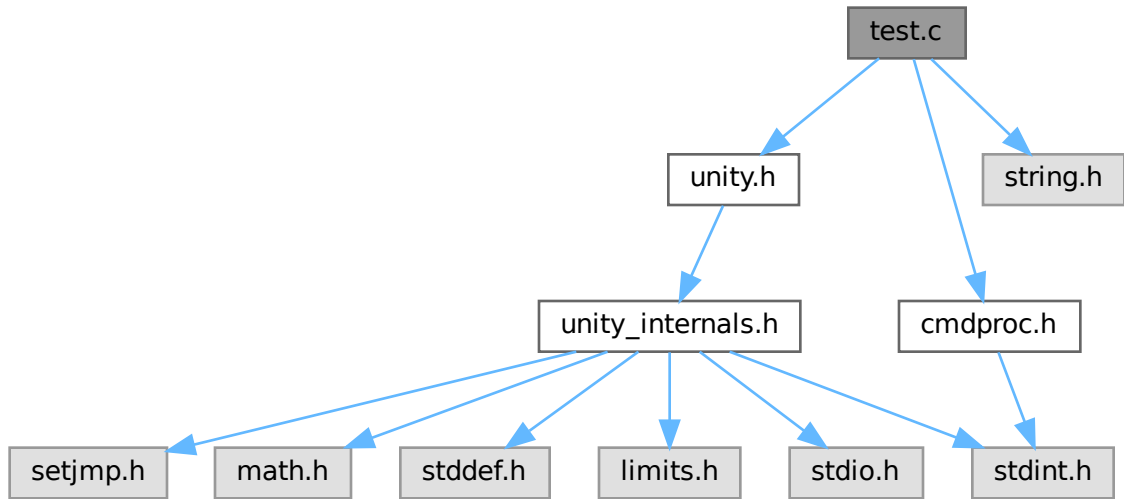 test.c
unity.h
string.h
unity_internals.h
cmdproc.h
setjmp.h
math.h
stddef.h
limits.h
stdio.h
stdint.h